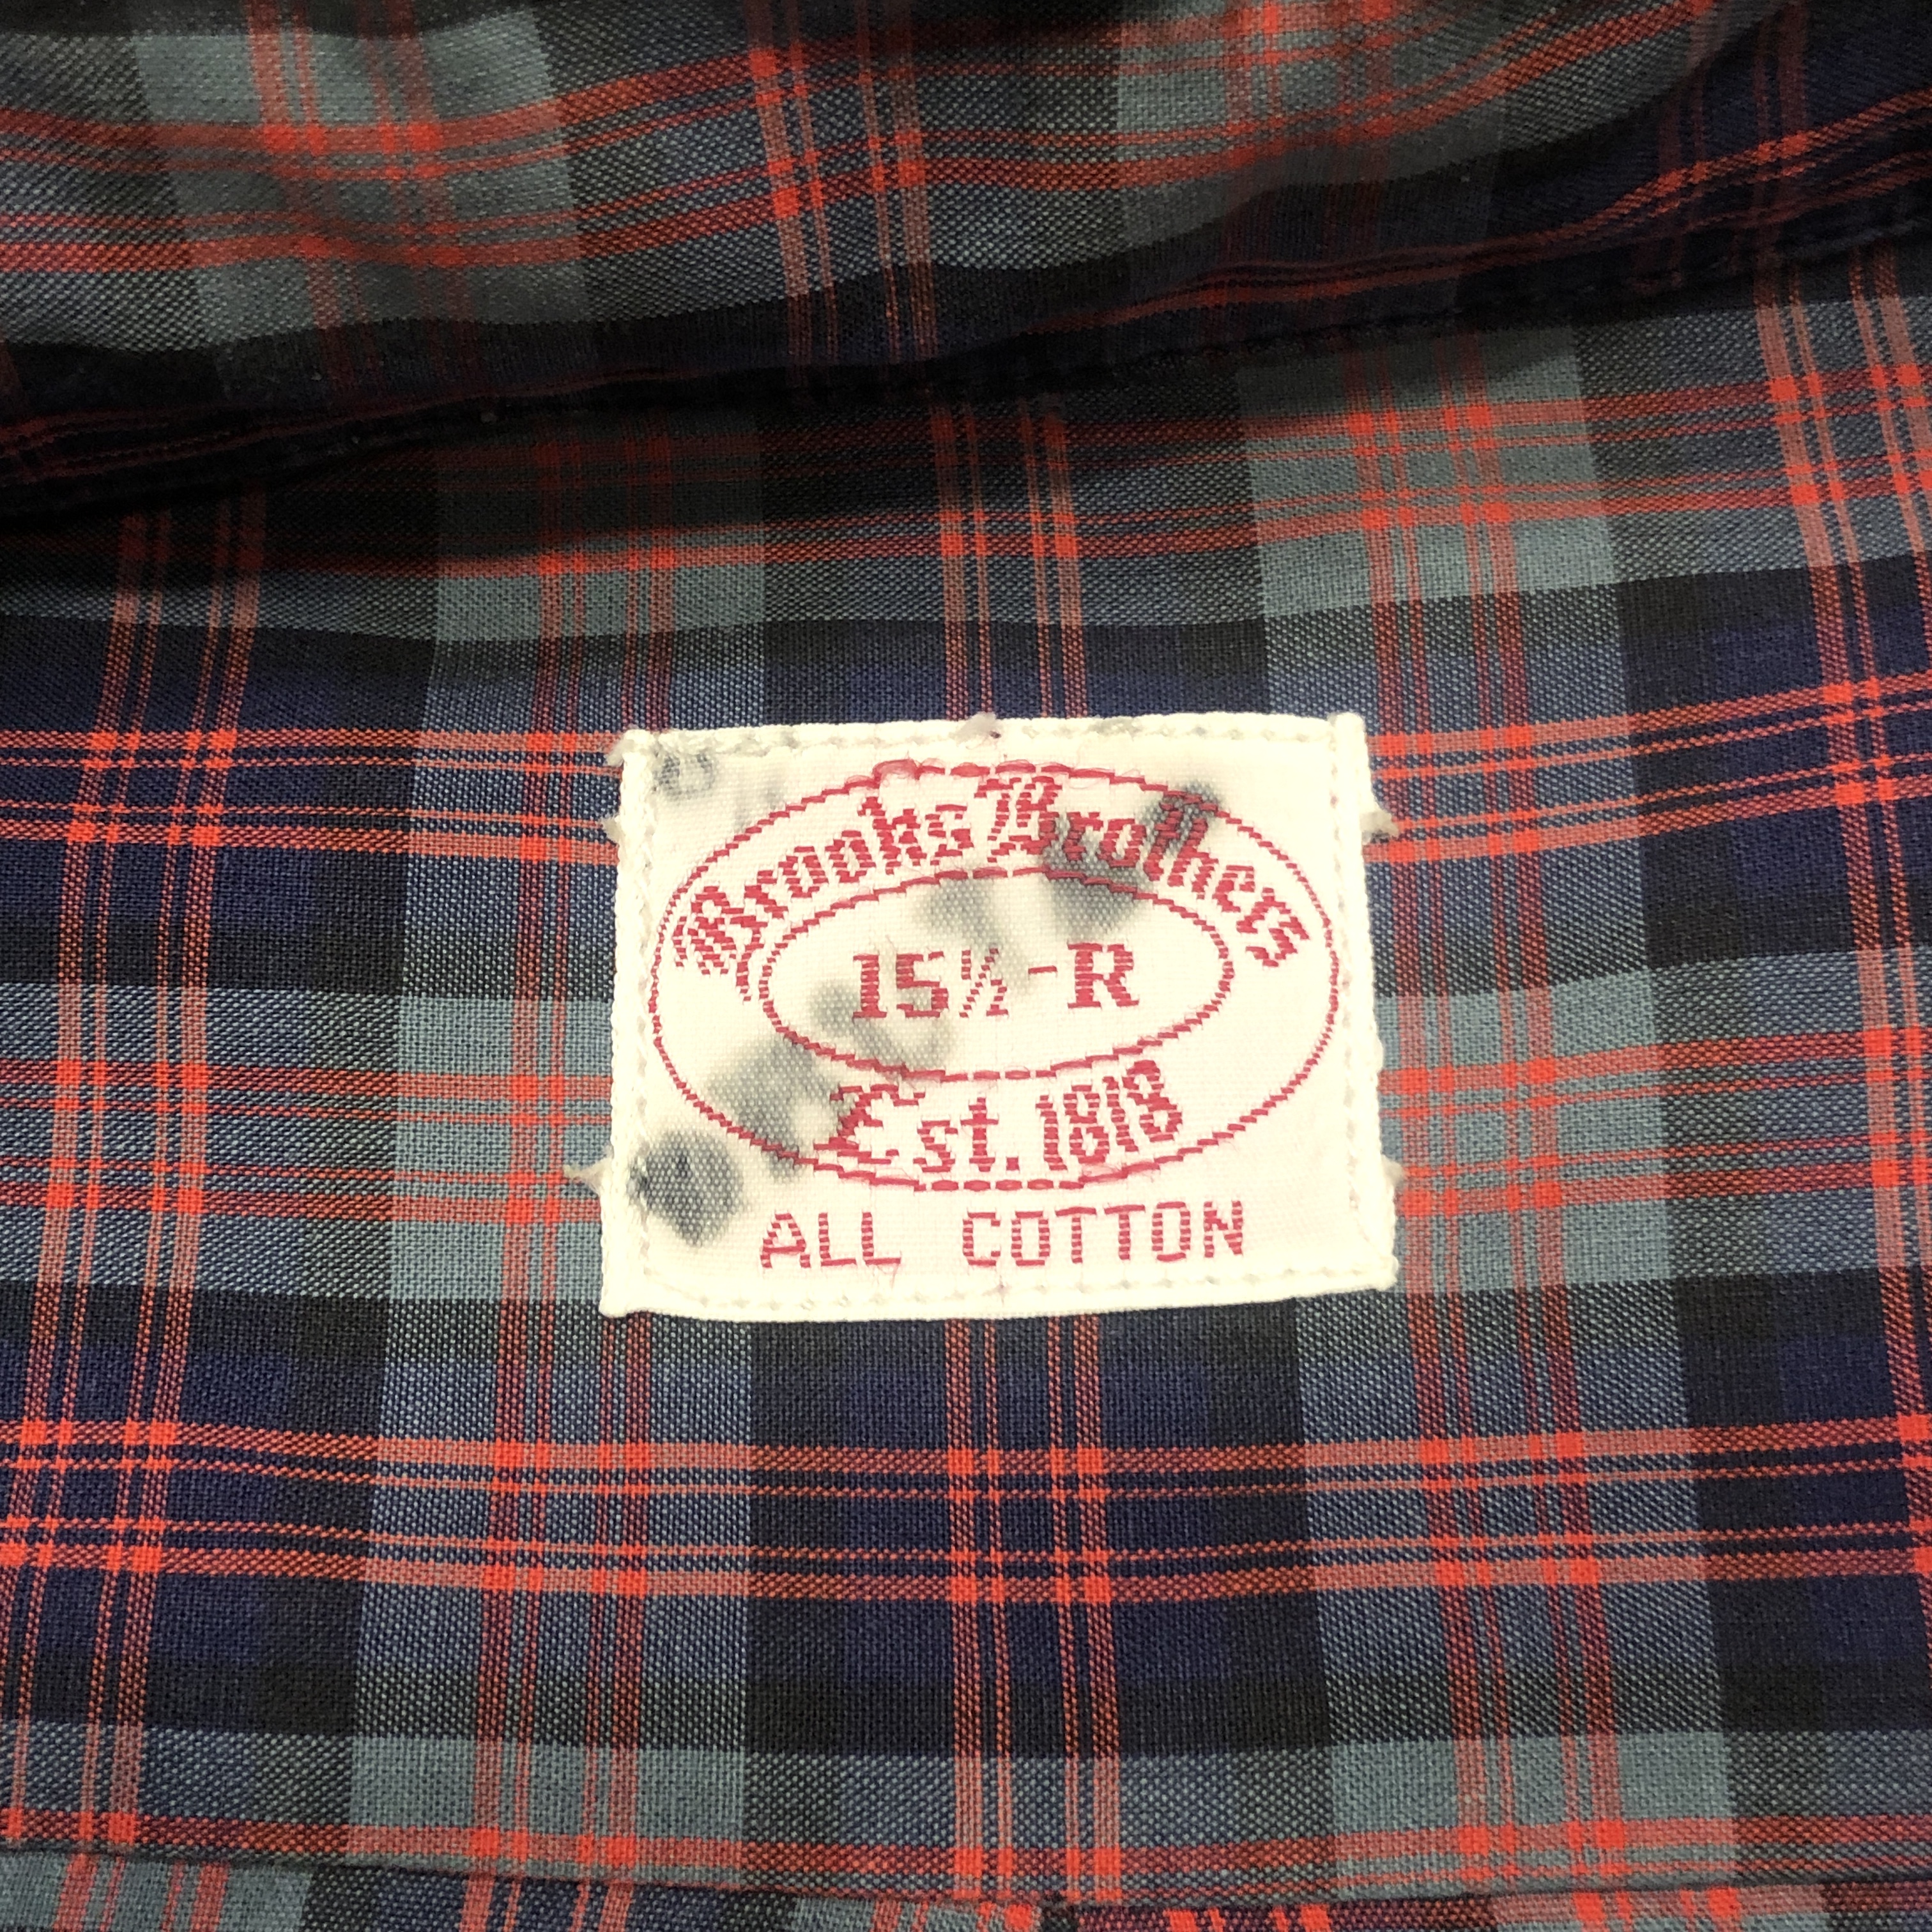 Brooks Brothers
15½-R
Est. 1818
ALL COTTON